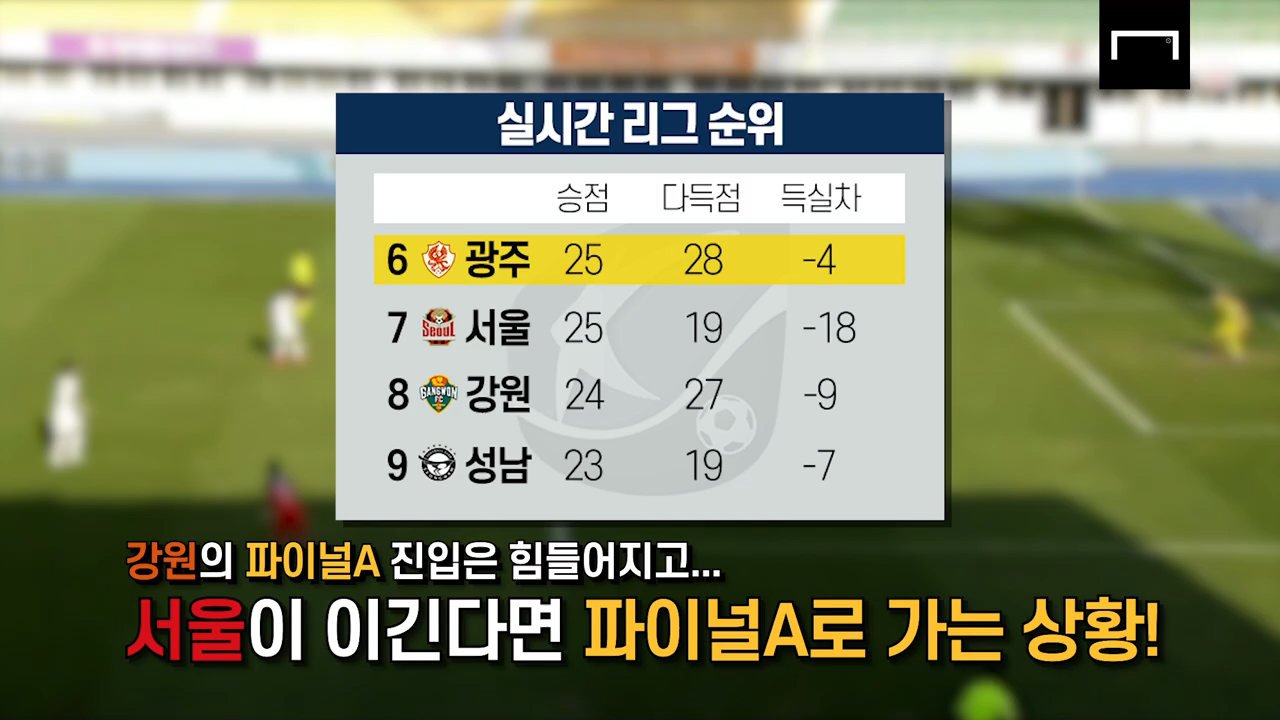 실시간 리그 순위
승점 다득점 득실차
6 광주 25 28 -4
7 Seoul 서울 25 19 -18
8 GANGWON FC 강원 24 27 -9
9 성남 23 19 -7
강원의 파이널A 진입은 힘들어지고...
서울이 이긴다면 파이널A로 가는 상황!